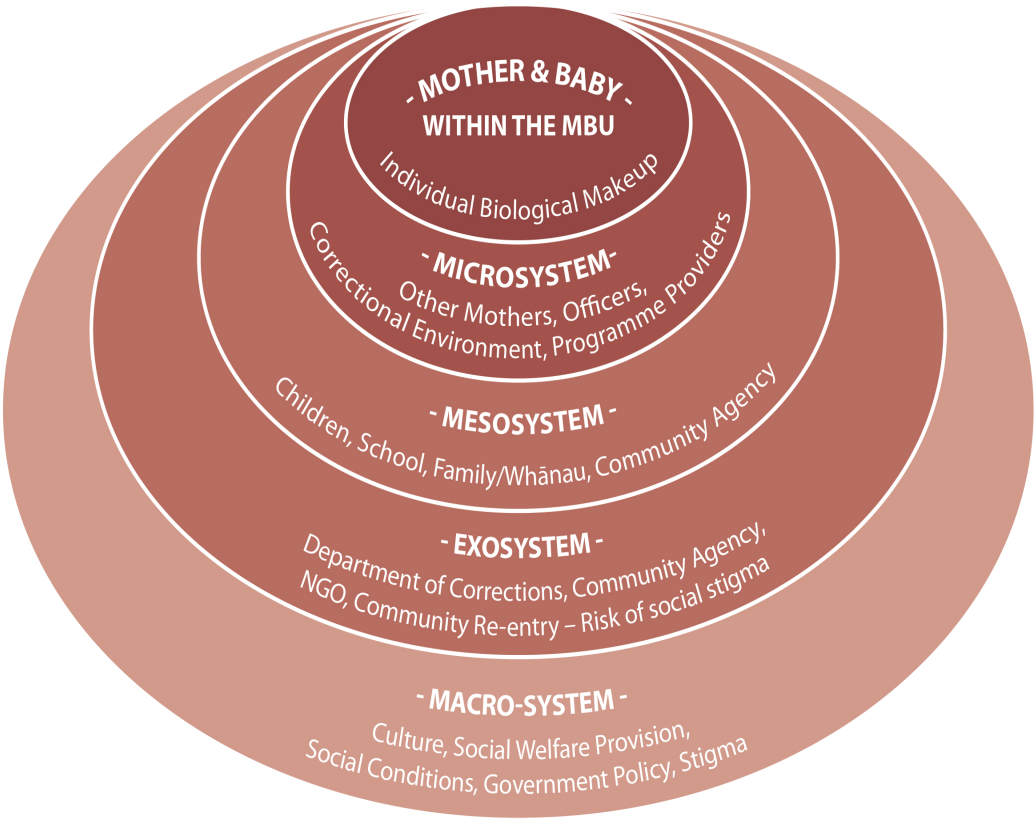 - MOTHER & BABY -
WITHIN THE MBU
Individual Biological Makeup
- MICROSYSTEM-
Other Mothers, Officers,
Correctional Environment, Programme Providers
- MESOSYSTEM -
Children, School, Family/Whānau, Community Agency
- EXOSYSTEM -
Department of Corrections, Community Agency,
NGO, Community Re-entry – Risk of social stigma
- MACRO-SYSTEM -
Culture, Social Welfare Provision,
Social Conditions, Government Policy, Stigma